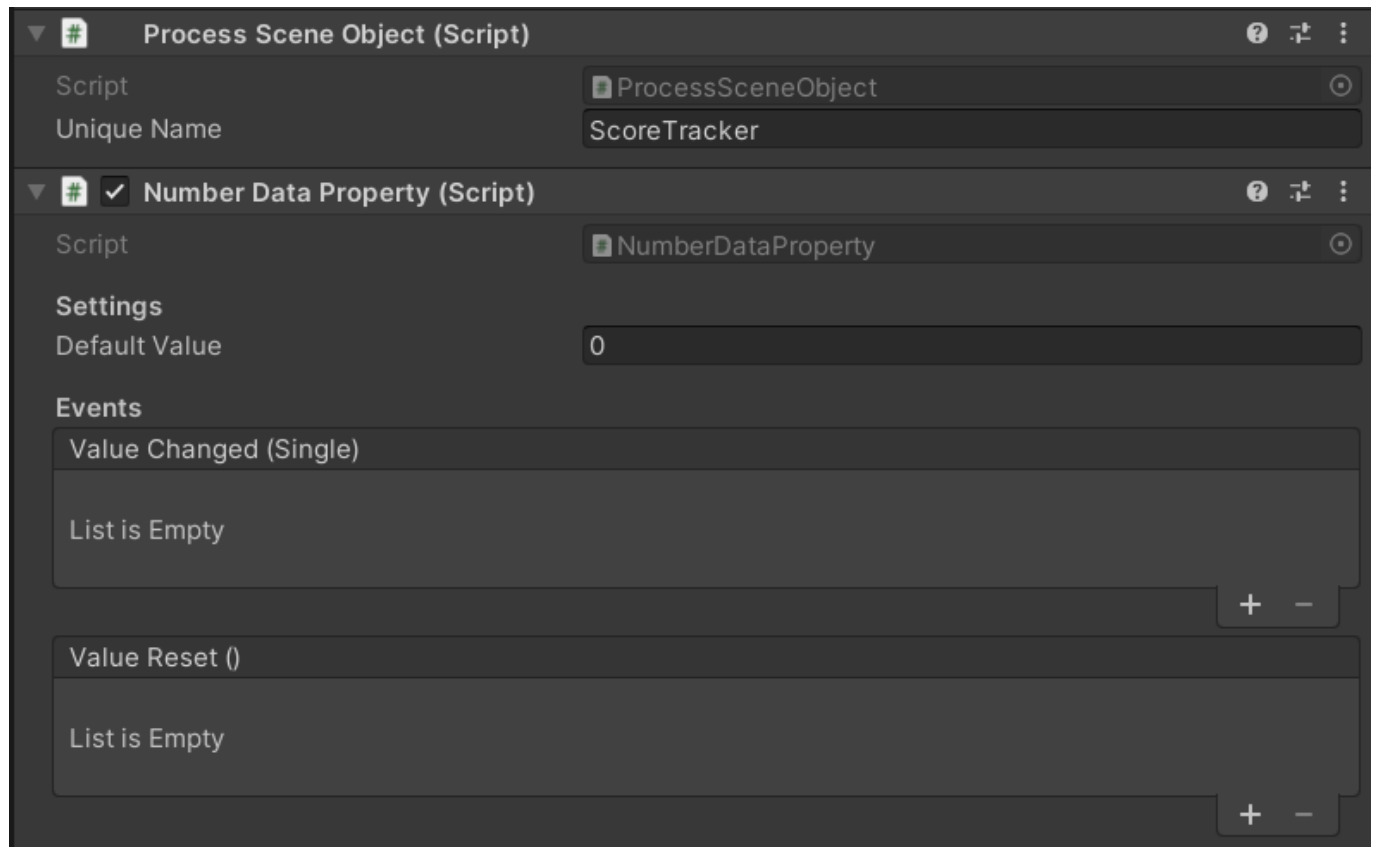 # Process Scene Object (Script)
Script # ProcessSceneObject
Unique Name ScoreTracker
# Number Data Property (Script)
Script # NumberDataProperty
Settings
Default Value 0
Events
Value Changed (Single)
List is Empty
+ −
Value Reset ()
List is Empty
+ −